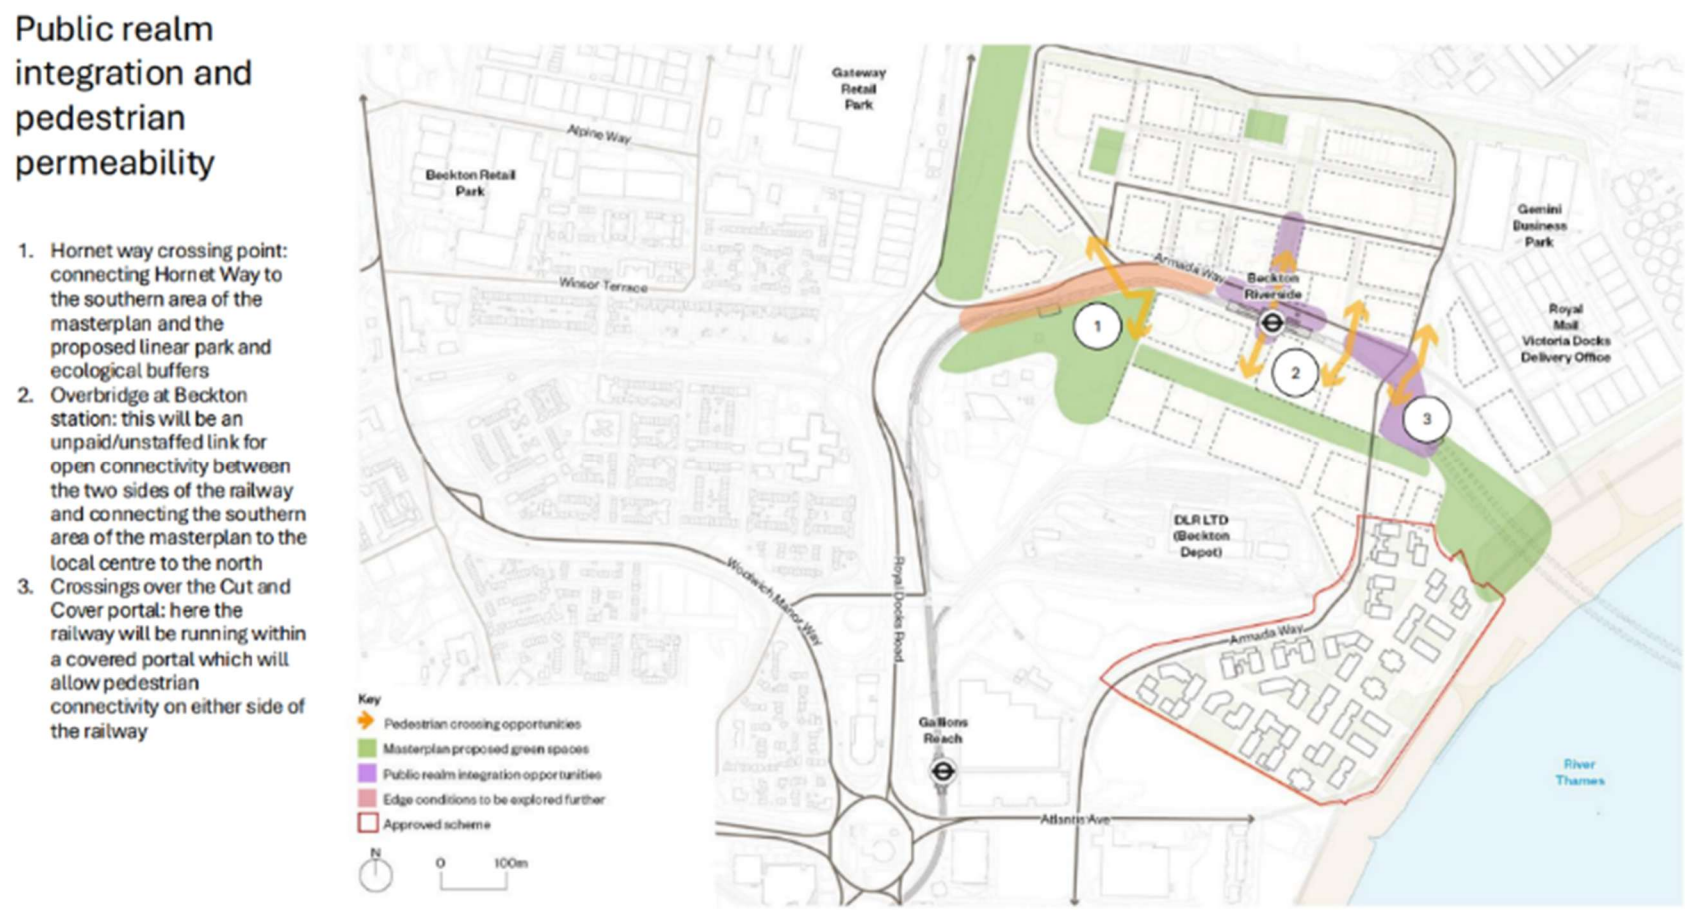 Public realm
integration and
pedestrian
permeability
1. Hornet way crossing point:
connecting Hornet Way to
the southern area of the
masterplan and the
proposed linear park and
ecological buffers
2. Overbridge at Beckton
station: this will be an
unpaid/unstaffed link for
open connectivity between
the two sides of the railway
and connecting the southern
area of the masterplan to the
local centre to the north
3. Crossings over the Cut and
Cover portal: here the
railway will be running within
a covered portal which will
allow pedestrian
connectivity on either side of
the railway
Gateway
Retail
Park
Alpine Way
Beckton Retail
Park
Winsor Terrace
Armada Way
Beckton
Riverside
Gemini
Business
Park
Royal
Mail
Victoria Docks
Delivery Office
1
2
3
DLR LTD
(Beckton
Depot)
Woolwich Manor Way
Royal Docks Road
Armada Way
Gallions
Reach
Atlantis Ave
River
Thames
Key
Pedestrian crossing opportunities
Masterplan proposed green spaces
Public realm integration opportunities
Edge conditions to be explored further
Approved scheme
N
0 100m